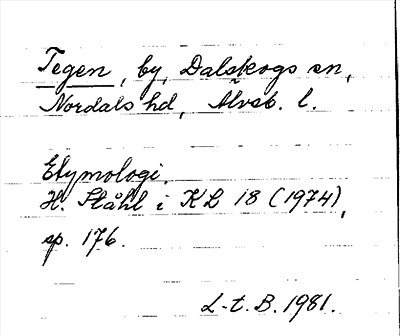 Tegen, by, Dalskogs sn,
Nordals hd, Älvsb. l.
Etymologi.
H. Ståhl i KL 18 (1974),
sp. 176.
L-t. B. 1981.